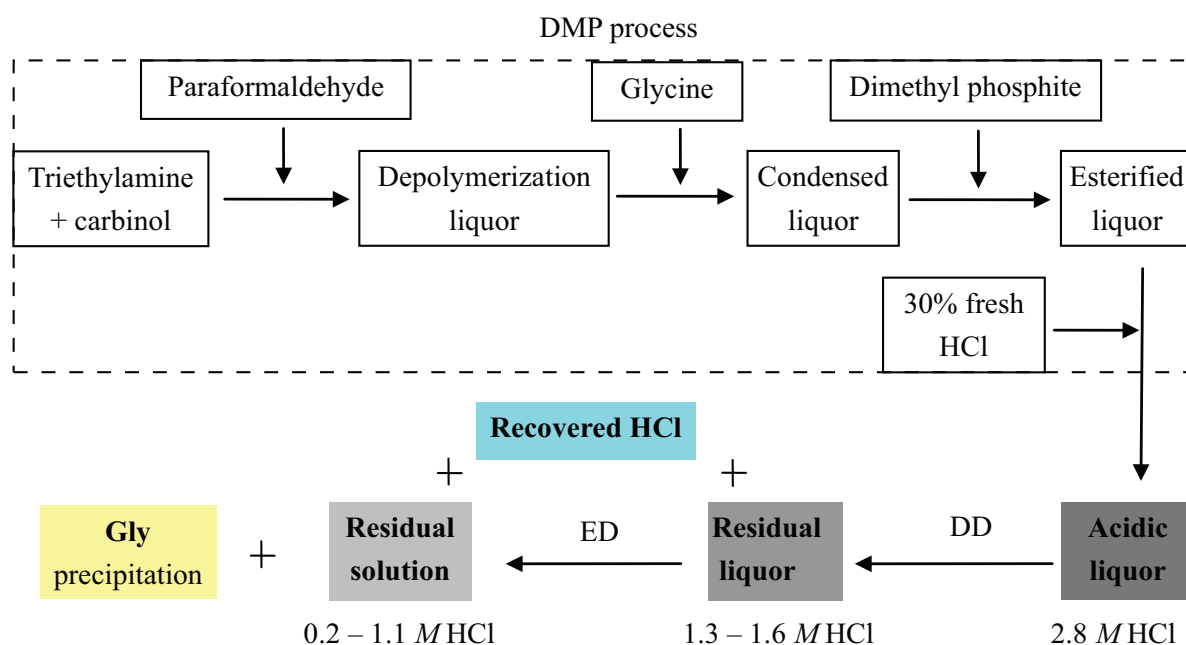 DMP process
Paraformaldehyde
Glycine
Dimethyl phosphite
Triethylamine
+ carbinol
Depolymerization
liquor
Condensed
liquor
Esterified
liquor
30% fresh
HCl
Recovered HCl
+
+
Gly
precipitation
+
Residual
solution
ED
Residual
liquor
DD
Acidic
liquor
0.2 – 1.1 M HCl
1.3 – 1.6 M HCl
2.8 M HCl